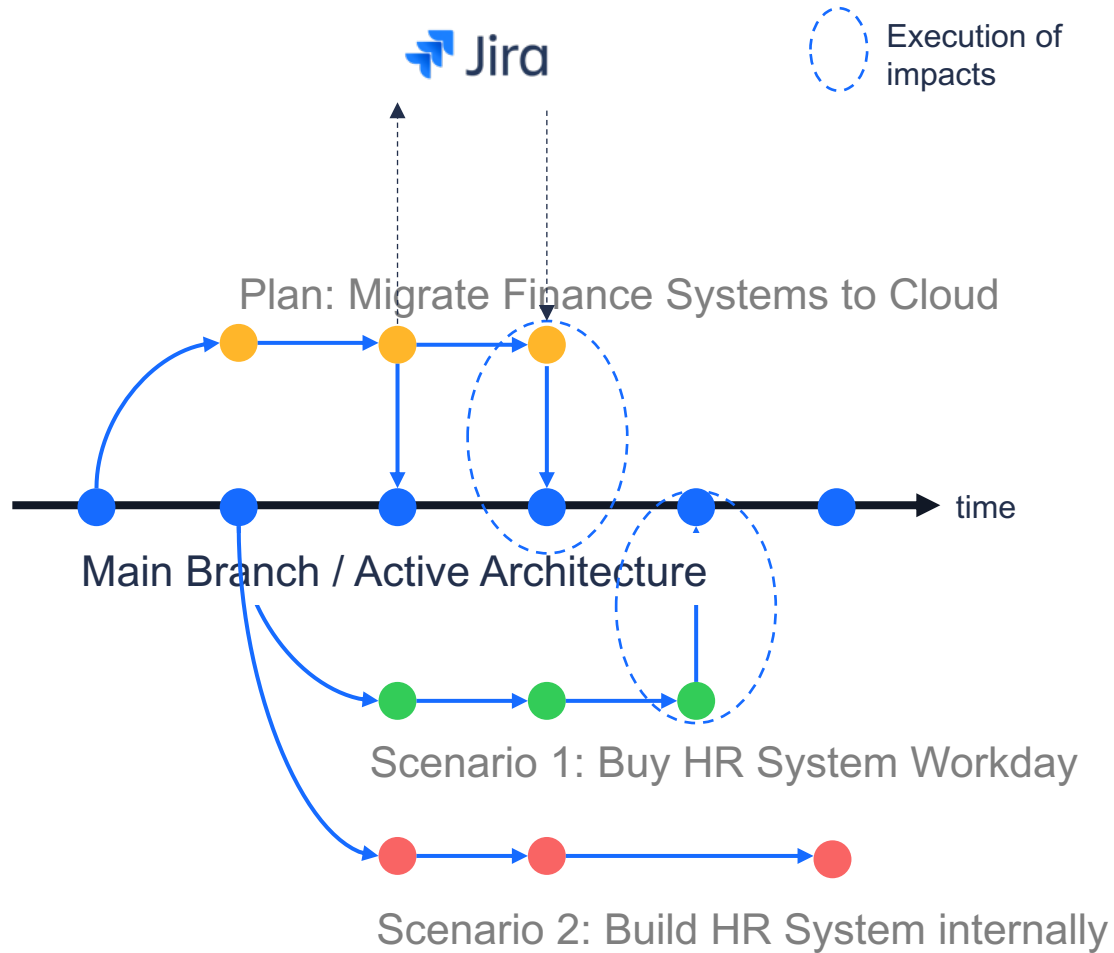 Jira
Execution of
impacts
Plan: Migrate Finance Systems to Cloud
time
Main Branch / Active Architecture
Scenario 1: Buy HR System Workday
Scenario 2: Build HR System internally